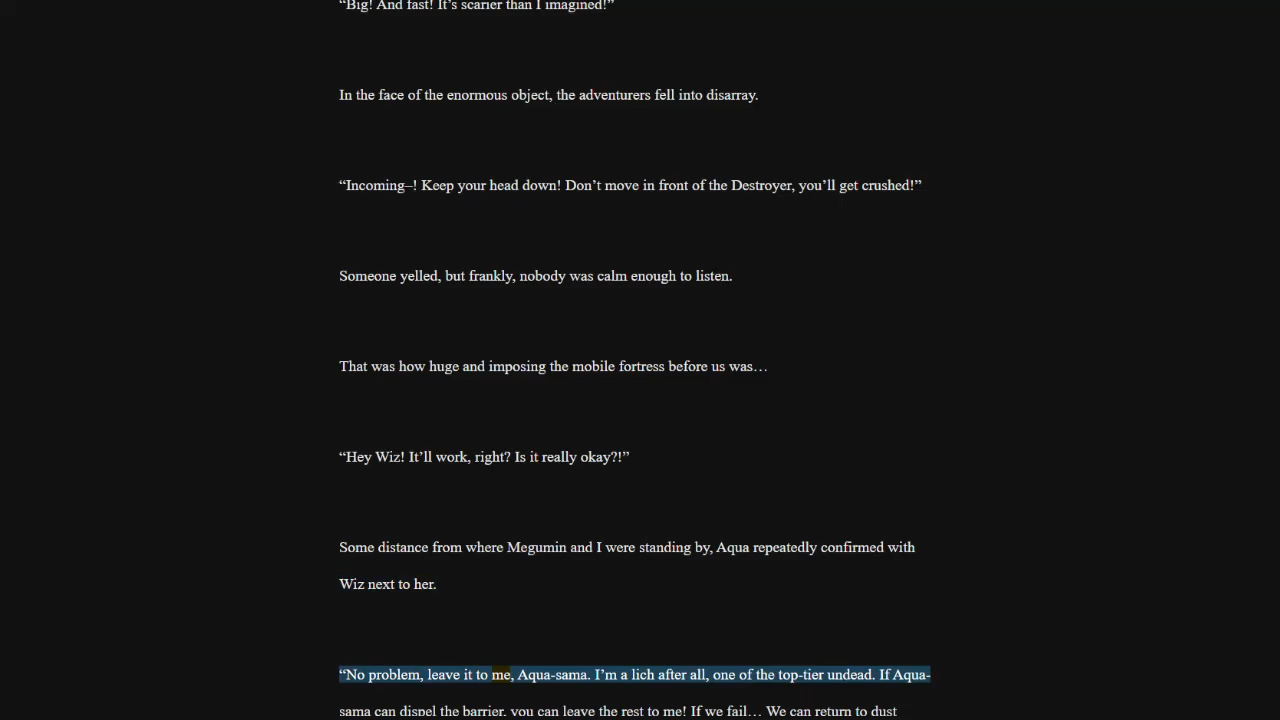 “Big! And fast! It’s scarier than I imagined!”
In the face of the enormous object, the adventurers fell into disarray.
“Incoming–! Keep your head down! Don’t move in front of the Destroyer, you’ll get crushed!”
Someone yelled, but frankly, nobody was calm enough to listen.
That was how huge and imposing the mobile fortress before us was…
“Hey Wiz! It’ll work, right? Is it really okay?!”
Some distance from where Megumin and I were standing by, Aqua repeatedly confirmed with
Wiz next to her.
“No problem, leave it to me, Aqua-sama. I’m a lich after all, one of the top-tier undead. If Aqua-
sama can dispel the barrier, you can leave the rest to me! If we fail… We can return to dust